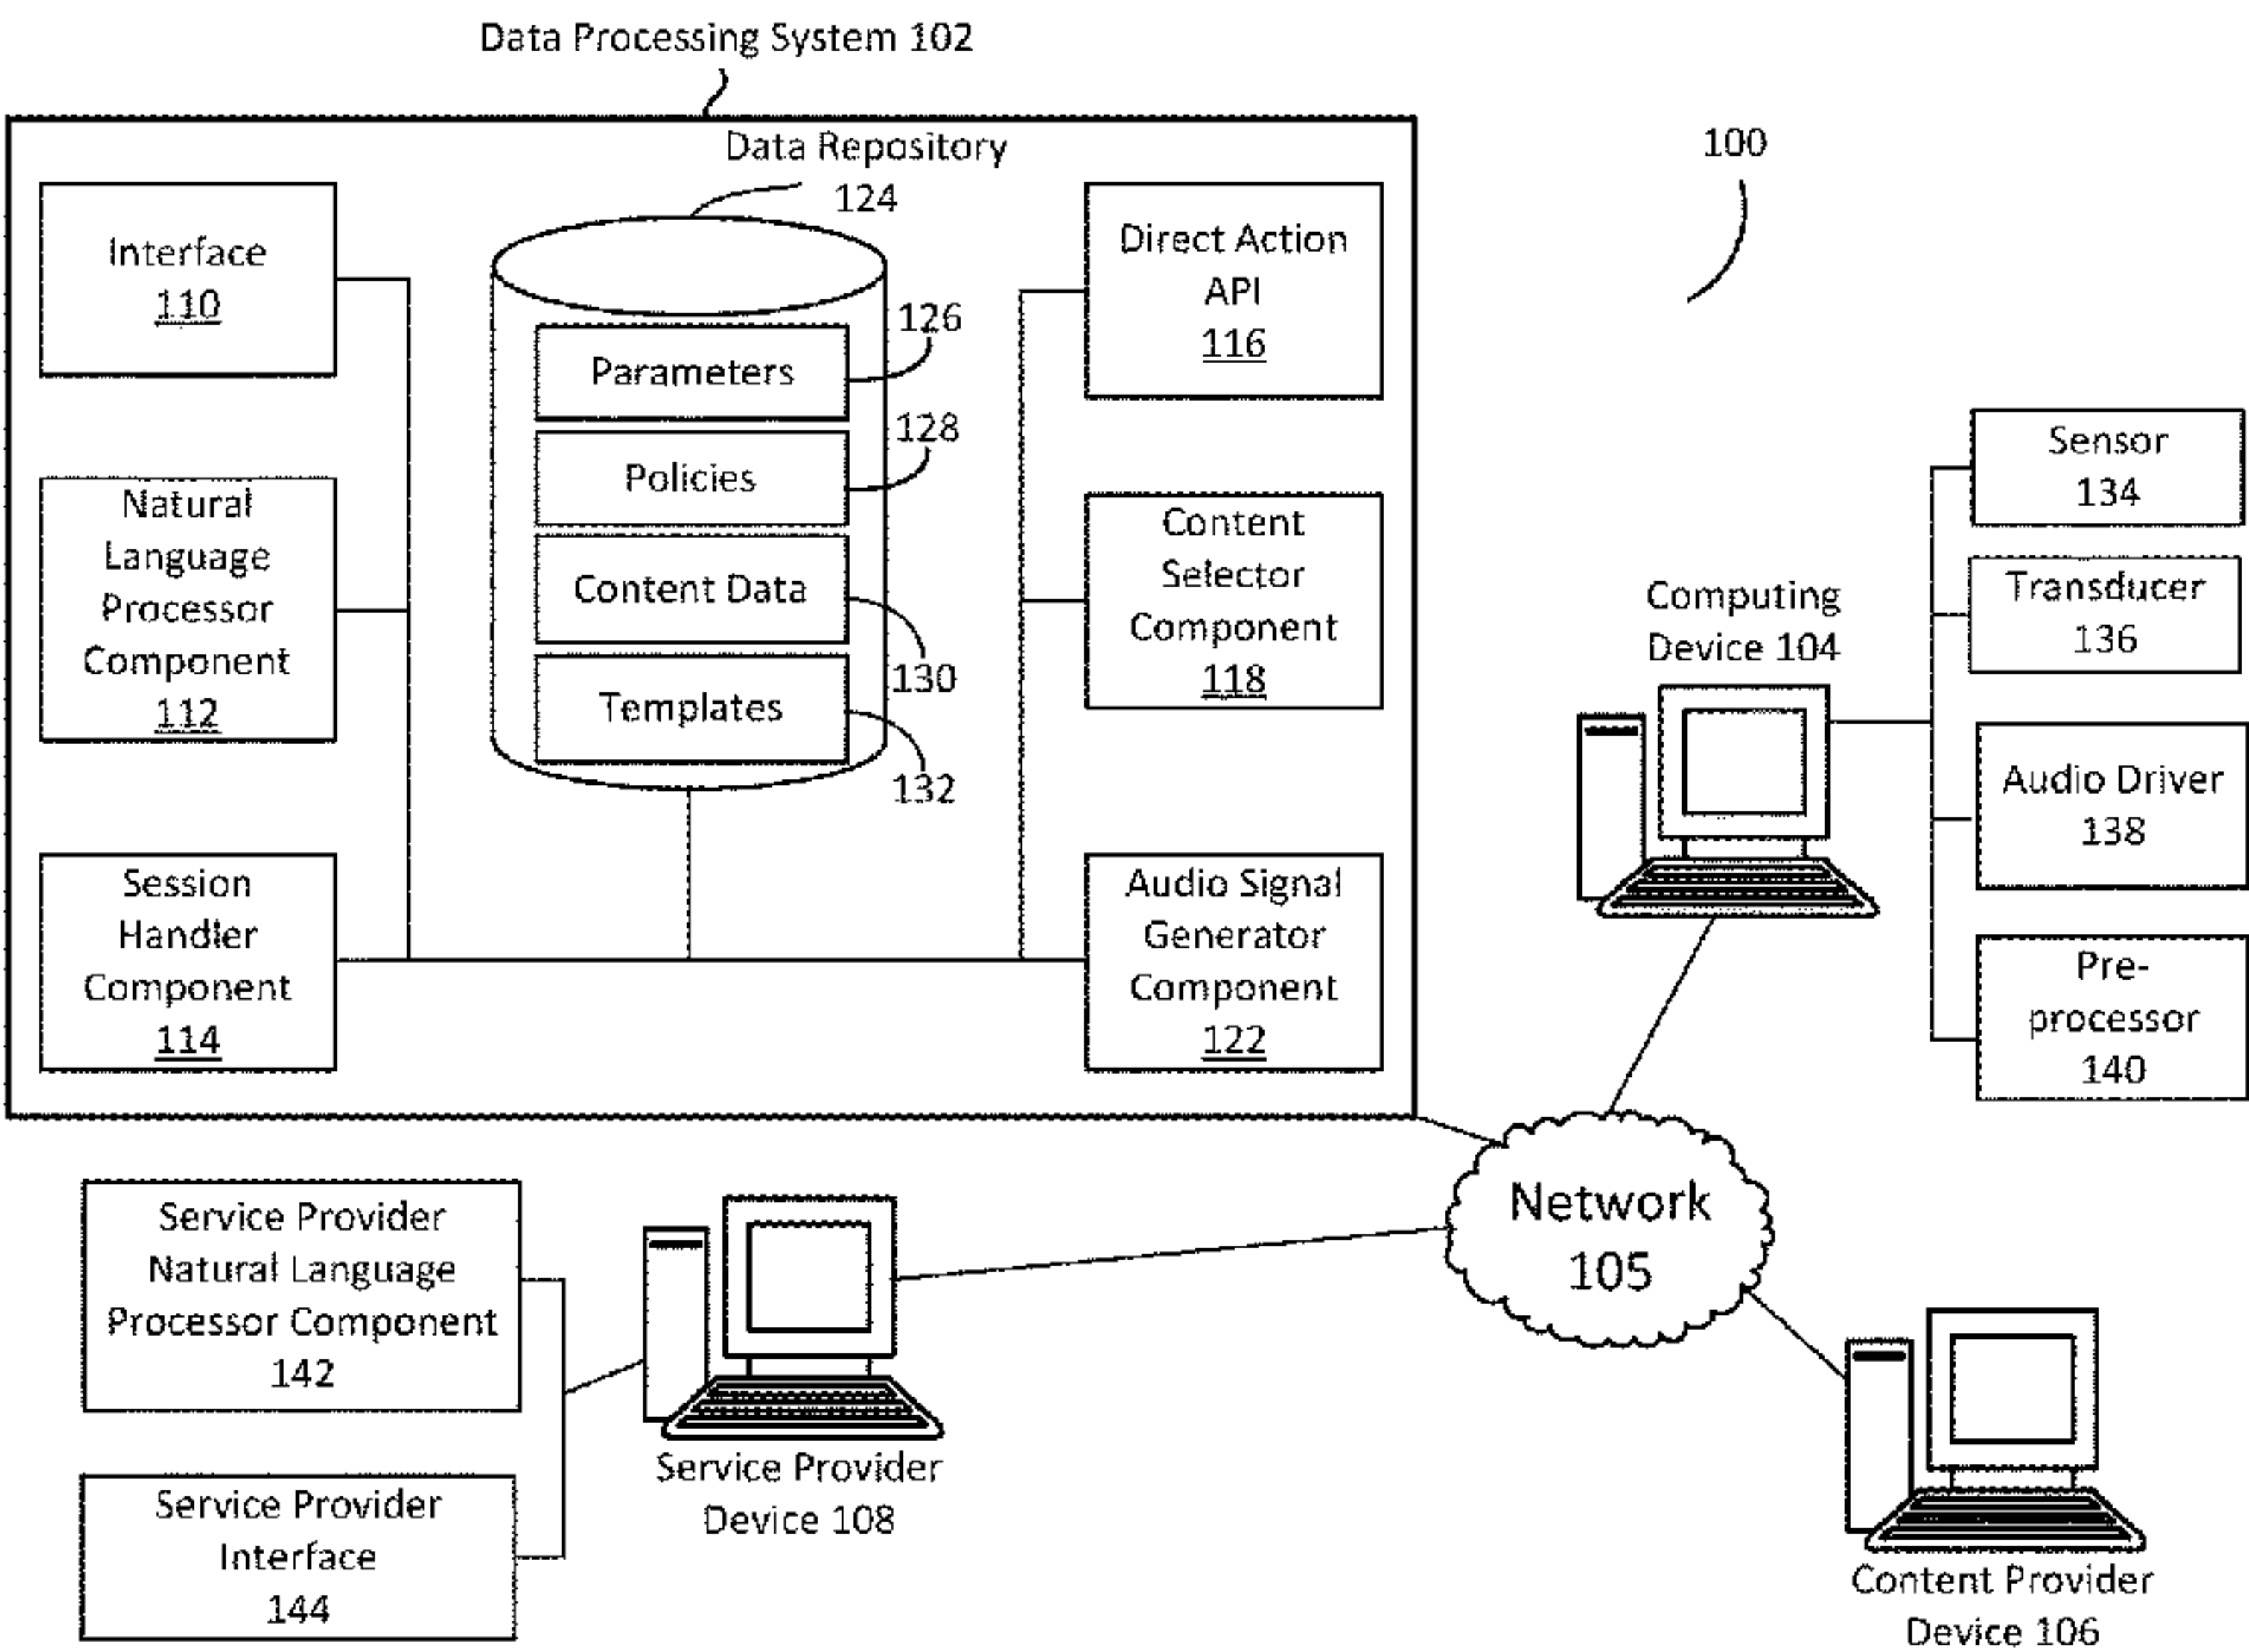 Data Processing System 102
Data Repository
124
Interface
110
Natural
Language
Processor
Component
112
Session
Handler
Component
114
126
Parameters
128
Policies
Content Data
130
Templates
132
Direct Action
API
116
Content
Selector
Component
118
Audio Signal
Generator
Component
122
100
Computing
Device 104
Sensor
134
Transducer
136
Audio Driver
138
Pre-
processor
140
Network
105
Service Provider
Natural Language
Processor Component
142
Service Provider
Interface
144
Service Provider
Device 108
Content Provider
Device 106